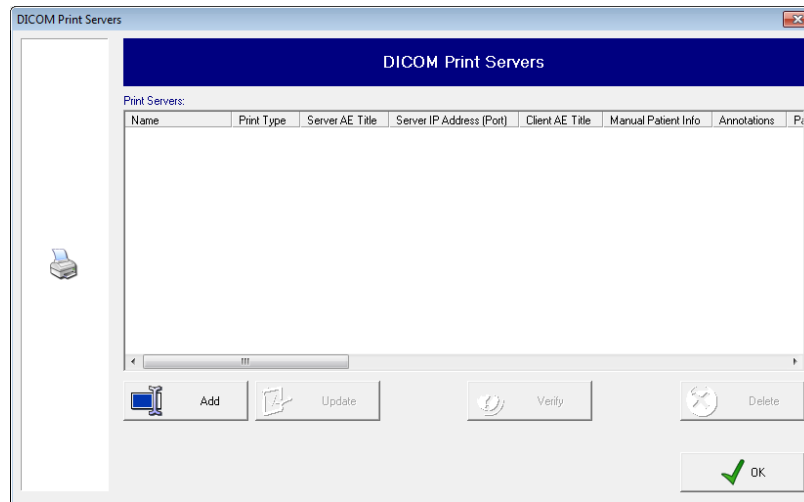 DICOM Print Servers
DICOM Print Servers
Print Servers:
Name Print Type Server AE Title Server IP Address (Port) Client AE Title Manual Patient Info Annotations
Add Update Verify Delete
OK